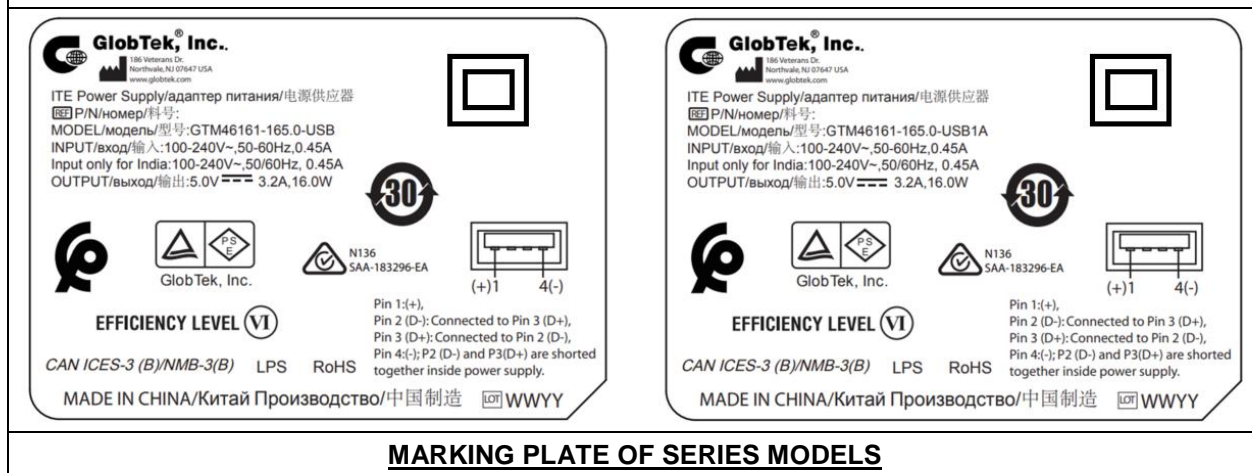 GlobTek,® Inc.
186 Veterans Dr.
Northvale, NJ 07647 USA
www.globtek.com
ITE Power Supply/адаптер питания/电源供应器
REF P/N/номер/料号:
MODEL/модель/型号:GTM46161-165.0-USB
INPUT/вход/输入:100-240V~,50-60Hz,0.45A
Input only for India:100-240V~,50/60Hz, 0.45A
OUTPUT/выход/输出:5.0V 3.2A,16.0W
30
PS
E
GlobTek, Inc.
N136
SAA-183296-EA
(+)1 4(-)
EFFICIENCY LEVEL VI
Pin 1:(+),
Pin 2 (D-): Connected to Pin 3 (D+),
Pin 3 (D+): Connected to Pin 2 (D-),
Pin 4:(-); P2 (D-) and P3(D+) are shorted
together inside power supply.
CAN ICES-3 (B)/NMB-3(B) LPS RoHS
MADE IN CHINA/Китай Производство/中国制造 LOT WWYY
GlobTek,® Inc.
186 Veterans Dr.
Northvale, NJ 07647 USA
www.globtek.com
ITE Power Supply/адаптер питания/电源供应器
REF P/N/номер/料号:
MODEL/модель/型号:GTM46161-165.0-USB1A
INPUT/вход/输入:100-240V~,50-60Hz,0.45A
Input only for India:100-240V~,50/60Hz, 0.45A
OUTPUT/выход/输出:5.0V 3.2A,16.0W
30
PS
E
GlobTek, Inc.
N136
SAA-183296-EA
(+)1 4(-)
EFFICIENCY LEVEL VI
Pin 1:(+),
Pin 2 (D-): Connected to Pin 3 (D+),
Pin 3 (D+): Connected to Pin 2 (D-),
Pin 4:(-); P2 (D-) and P3(D+) are shorted
together inside power supply.
CAN ICES-3 (B)/NMB-3(B) LPS RoHS
MADE IN CHINA/Китай Производство/中国制造 LOT WWYY
MARKING PLATE OF SERIES MODELS